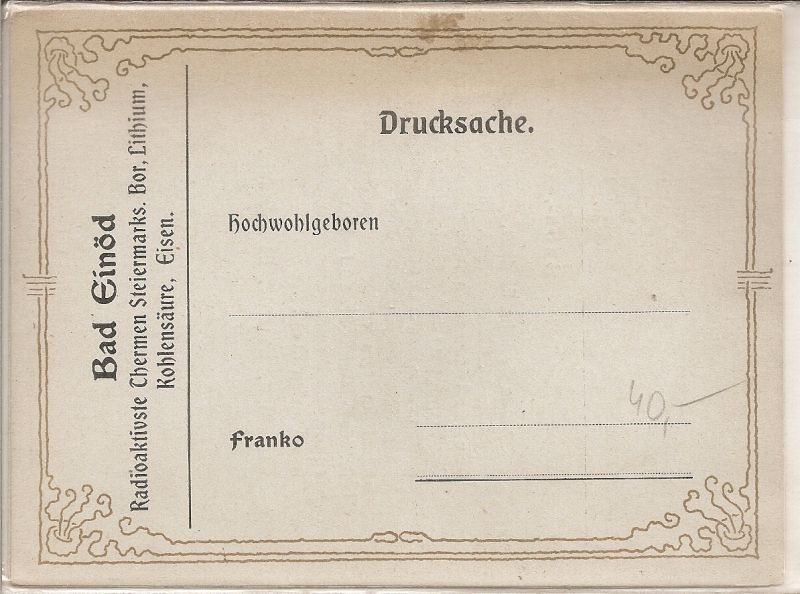 Bad Einöd
Radioaktivste Thermen Steiermarks. Bor, Lithium,
Kohlensäure, Eisen.
Drucksache.
Hochwohlgeboren
Franko
40,-